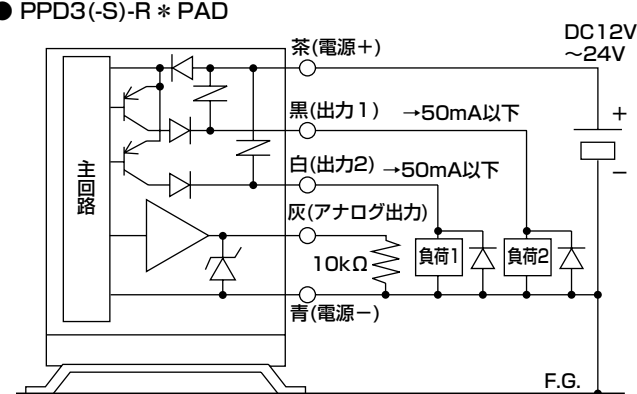 ● PPD3(-S)-R＊PAD
DC12V
～24V
茶(電源＋)
＋
黒(出力1)　→50mA以下
白(出力2)　→50mA以下
－
主回路
灰(アナログ出力)
10kΩ
負荷1
負荷2
青(電源－)
F.G.